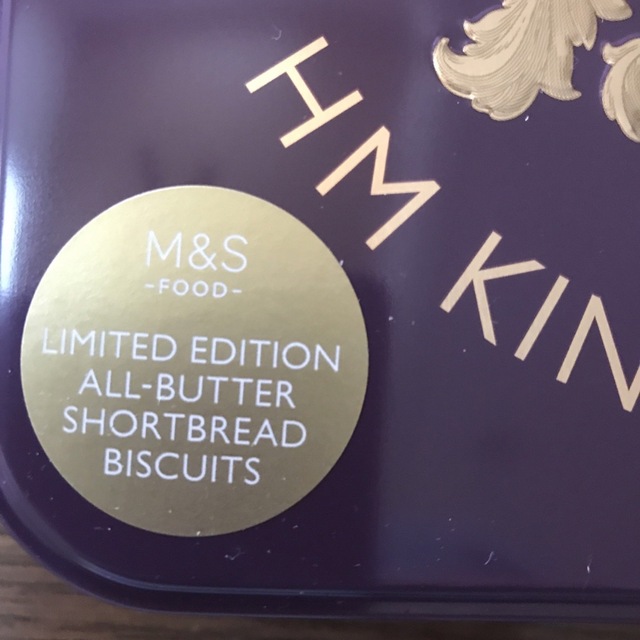 HM KIN
M&S
-FOOD-
LIMITED EDITION
ALL-BUTTER
SHORTBREAD
BISCUITS